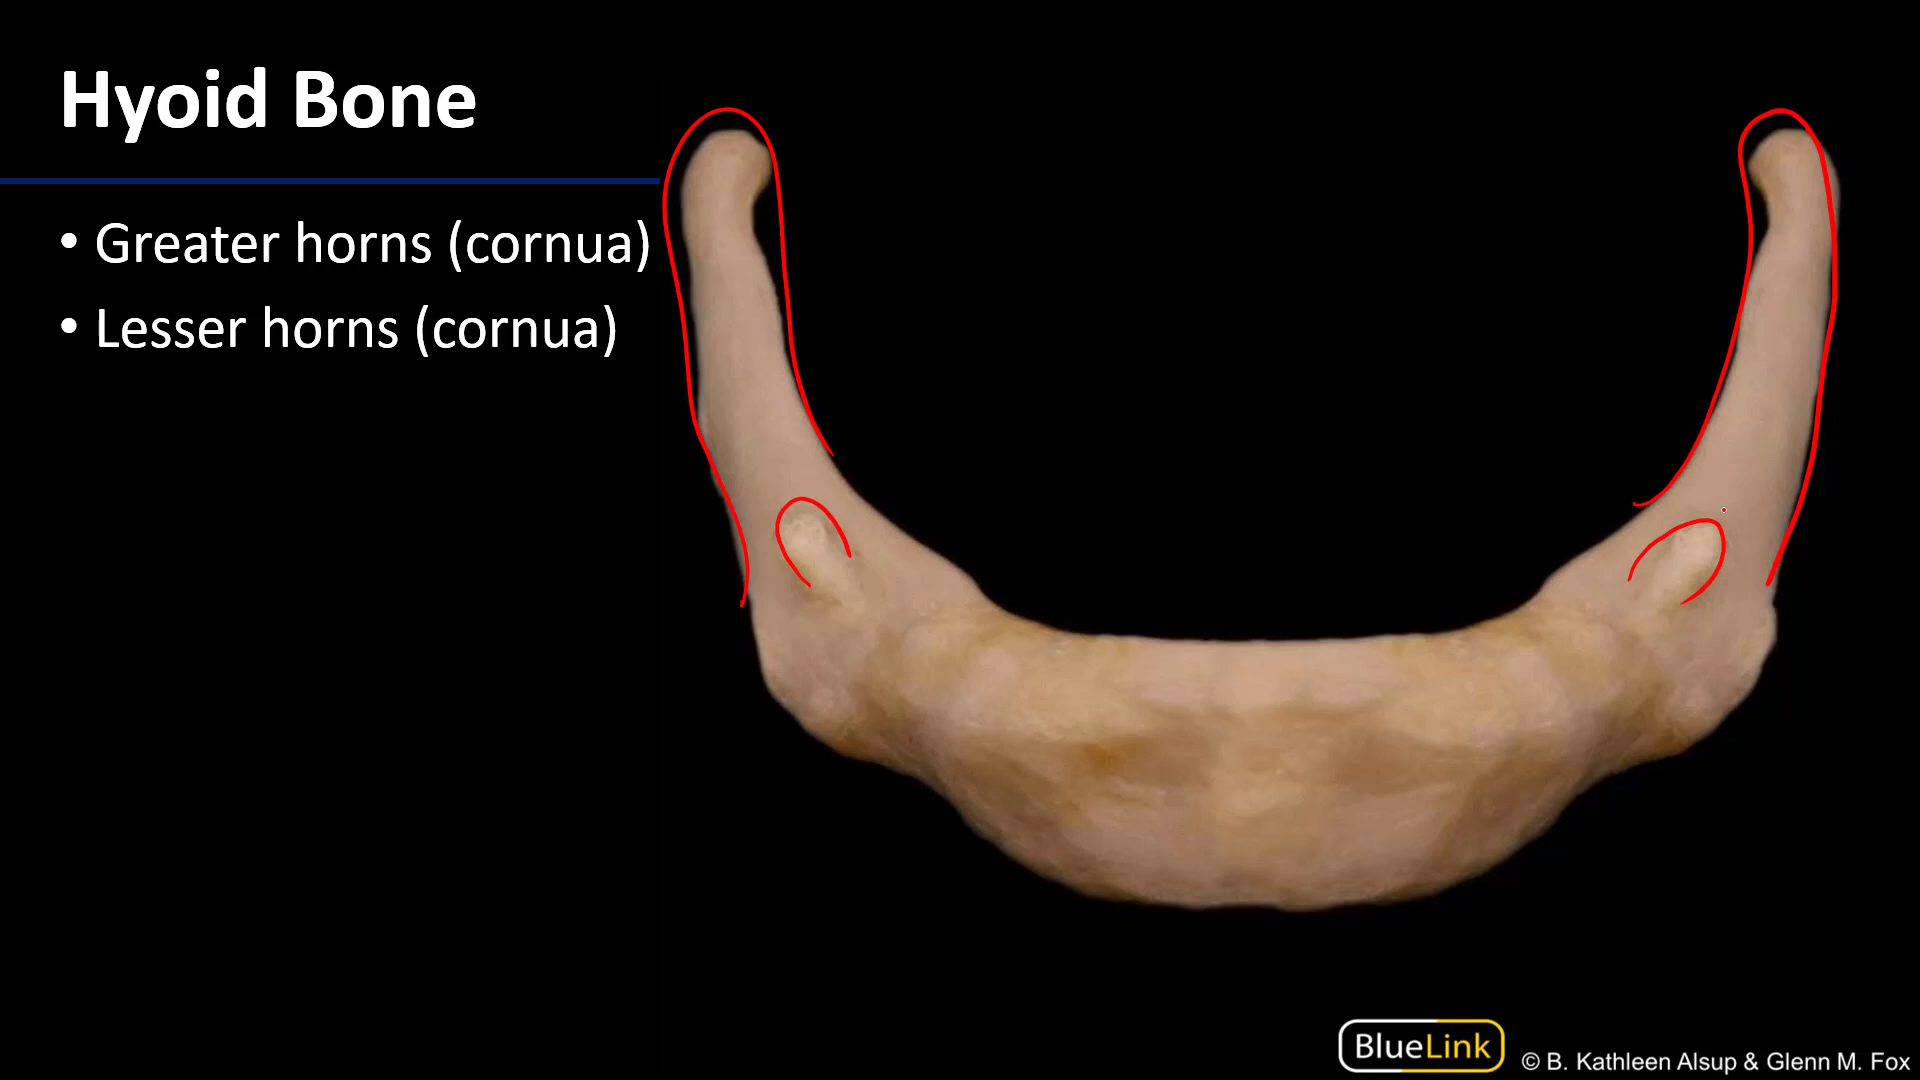 Hyoid Bone
• Greater horns (cornua)
• Lesser horns (cornua)
BlueLink
© B. Kathleen Alsup & Glenn M. Fox